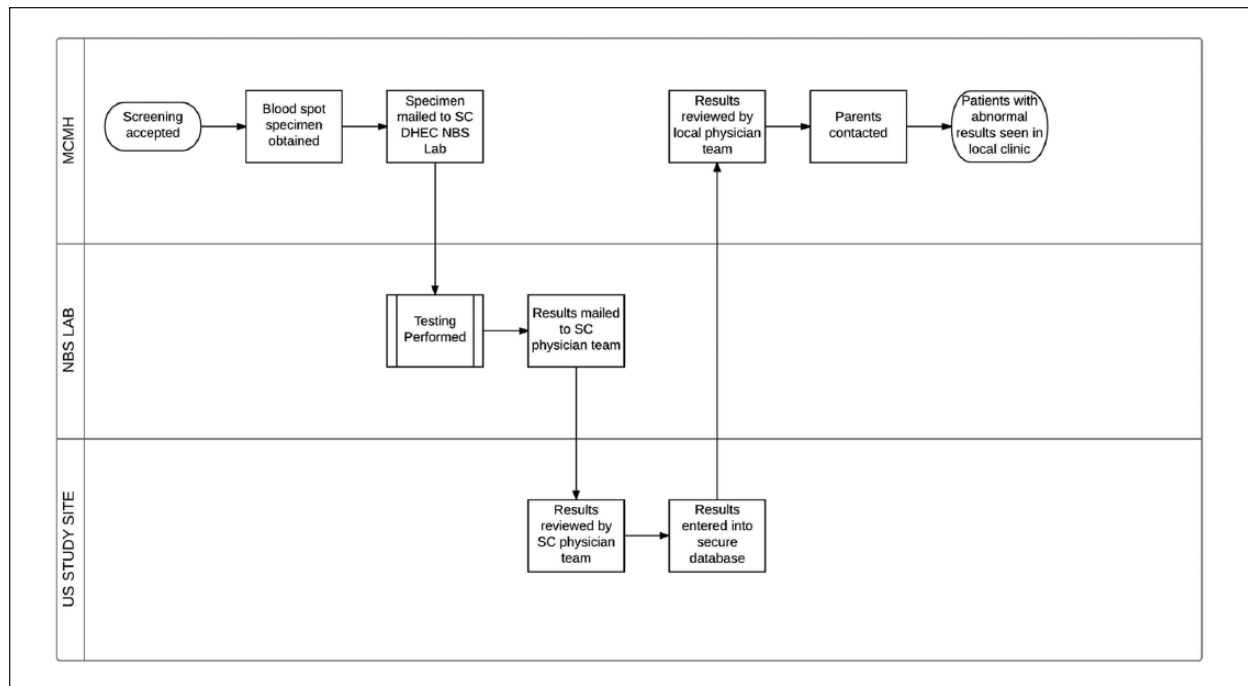 MCMH
Screening
accepted
Blood spot
specimen
obtained
Specimen
mailed to SC
DHEC NBS
Lab
Results
reviewed by
local physician
team
Parents
contacted
Patients with
abnormal
results seen in
local clinic
NBS LAB
Testing
Performed
Results mailed
to SC
physician team
US STUDY SITE
Results
reviewed by
SC physician
team
Results
entered into
secure
database